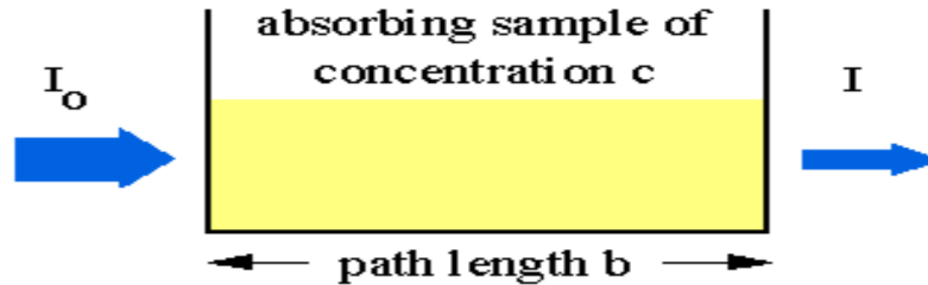 absorbing sample of
concentration c
Io
I
path length b